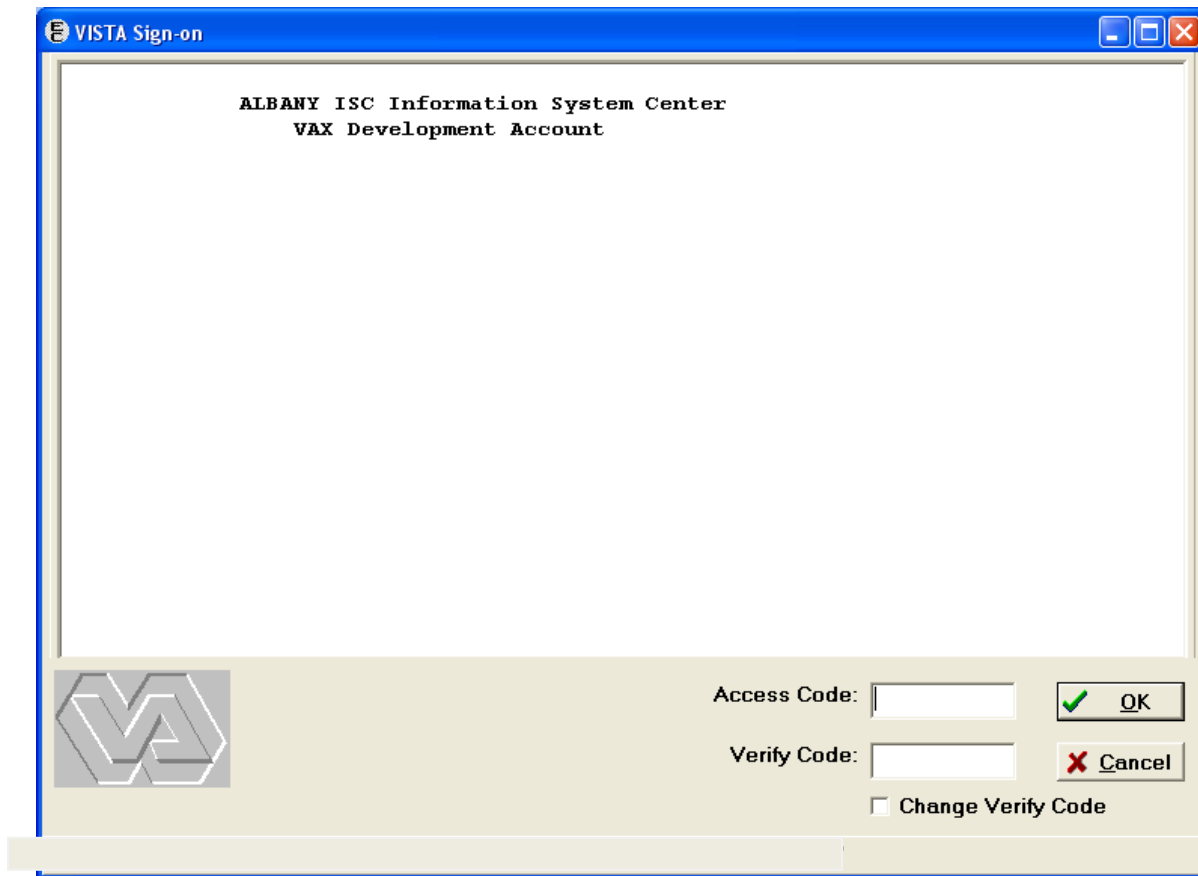 VISTA Sign-on
ALBANY ISC Information System Center
VAX Development Account
Access Code:
OK
Verify Code:
Cancel
Change Verify Code